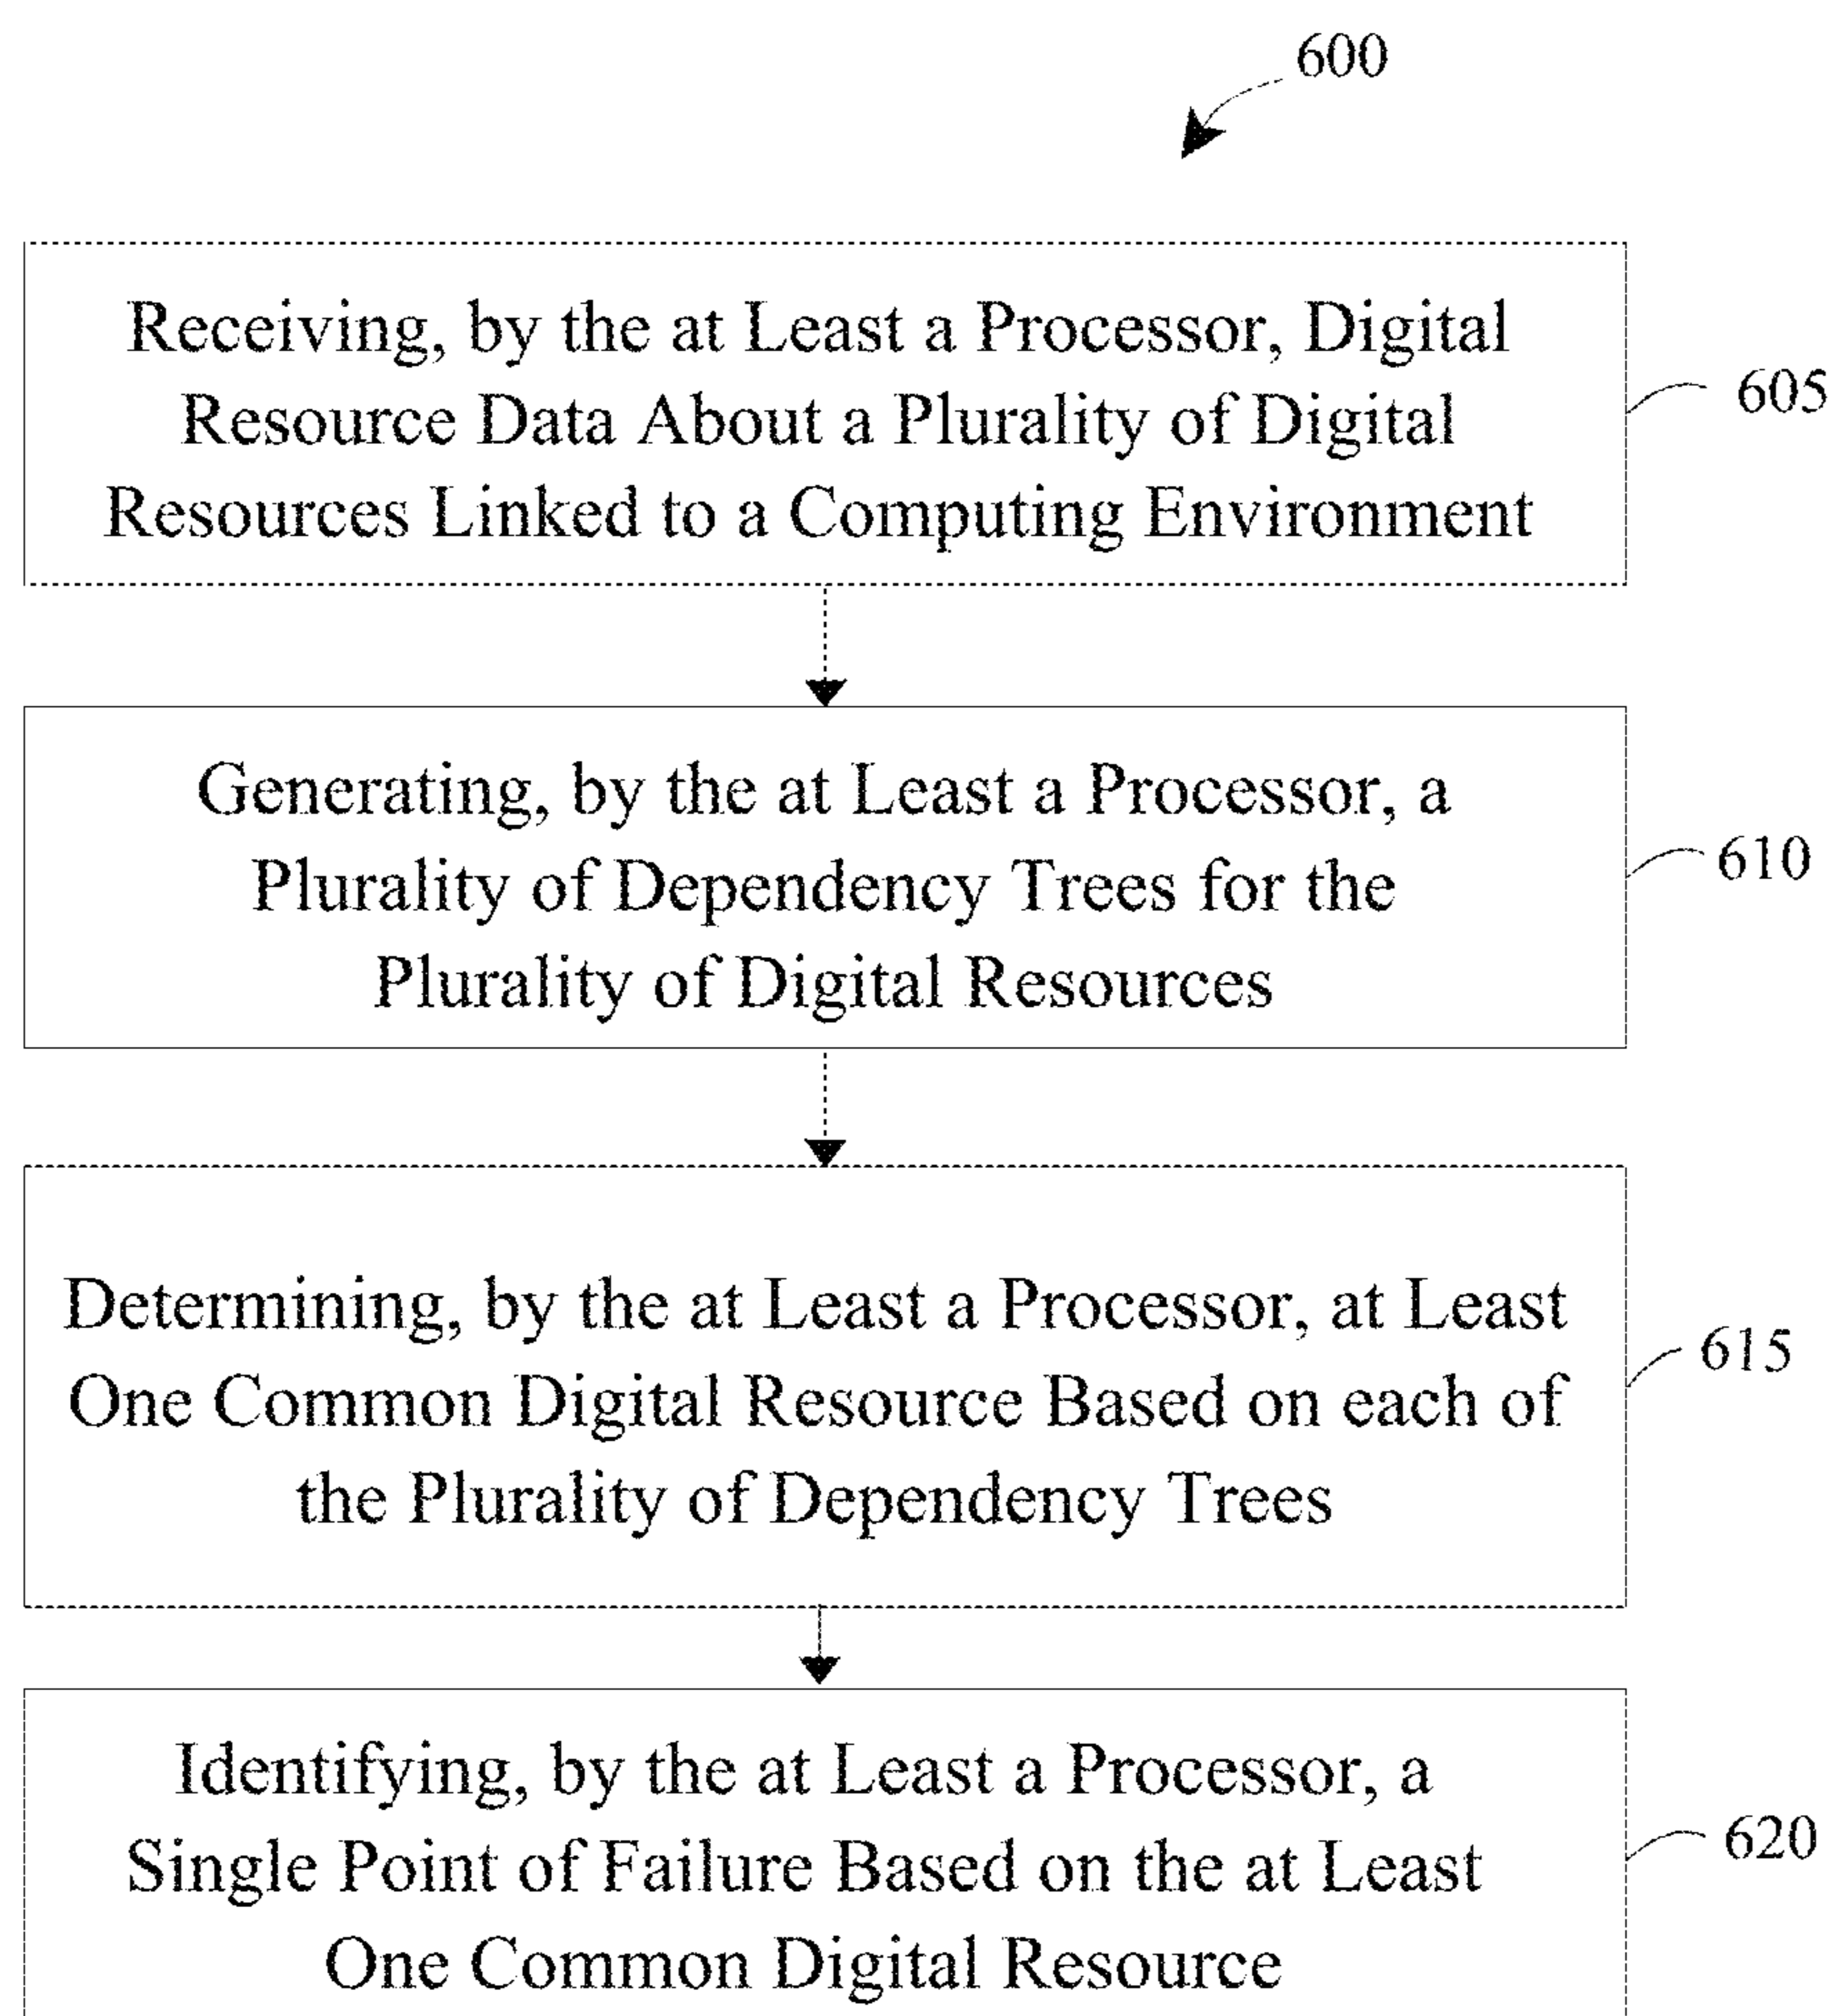 600
Receiving, by the at Least a Processor, Digital
Resource Data About a Plurality of Digital
Resources Linked to a Computing Environment
605
Generating, by the at Least a Processor, a
Plurality of Dependency Trees for the
Plurality of Digital Resources
610
Determining, by the at Least a Processor, at Least
One Common Digital Resource Based on each of
the Plurality of Dependency Trees
615
Identifying, by the at Least a Processor, a
Single Point of Failure Based on the at Least
One Common Digital Resource
620